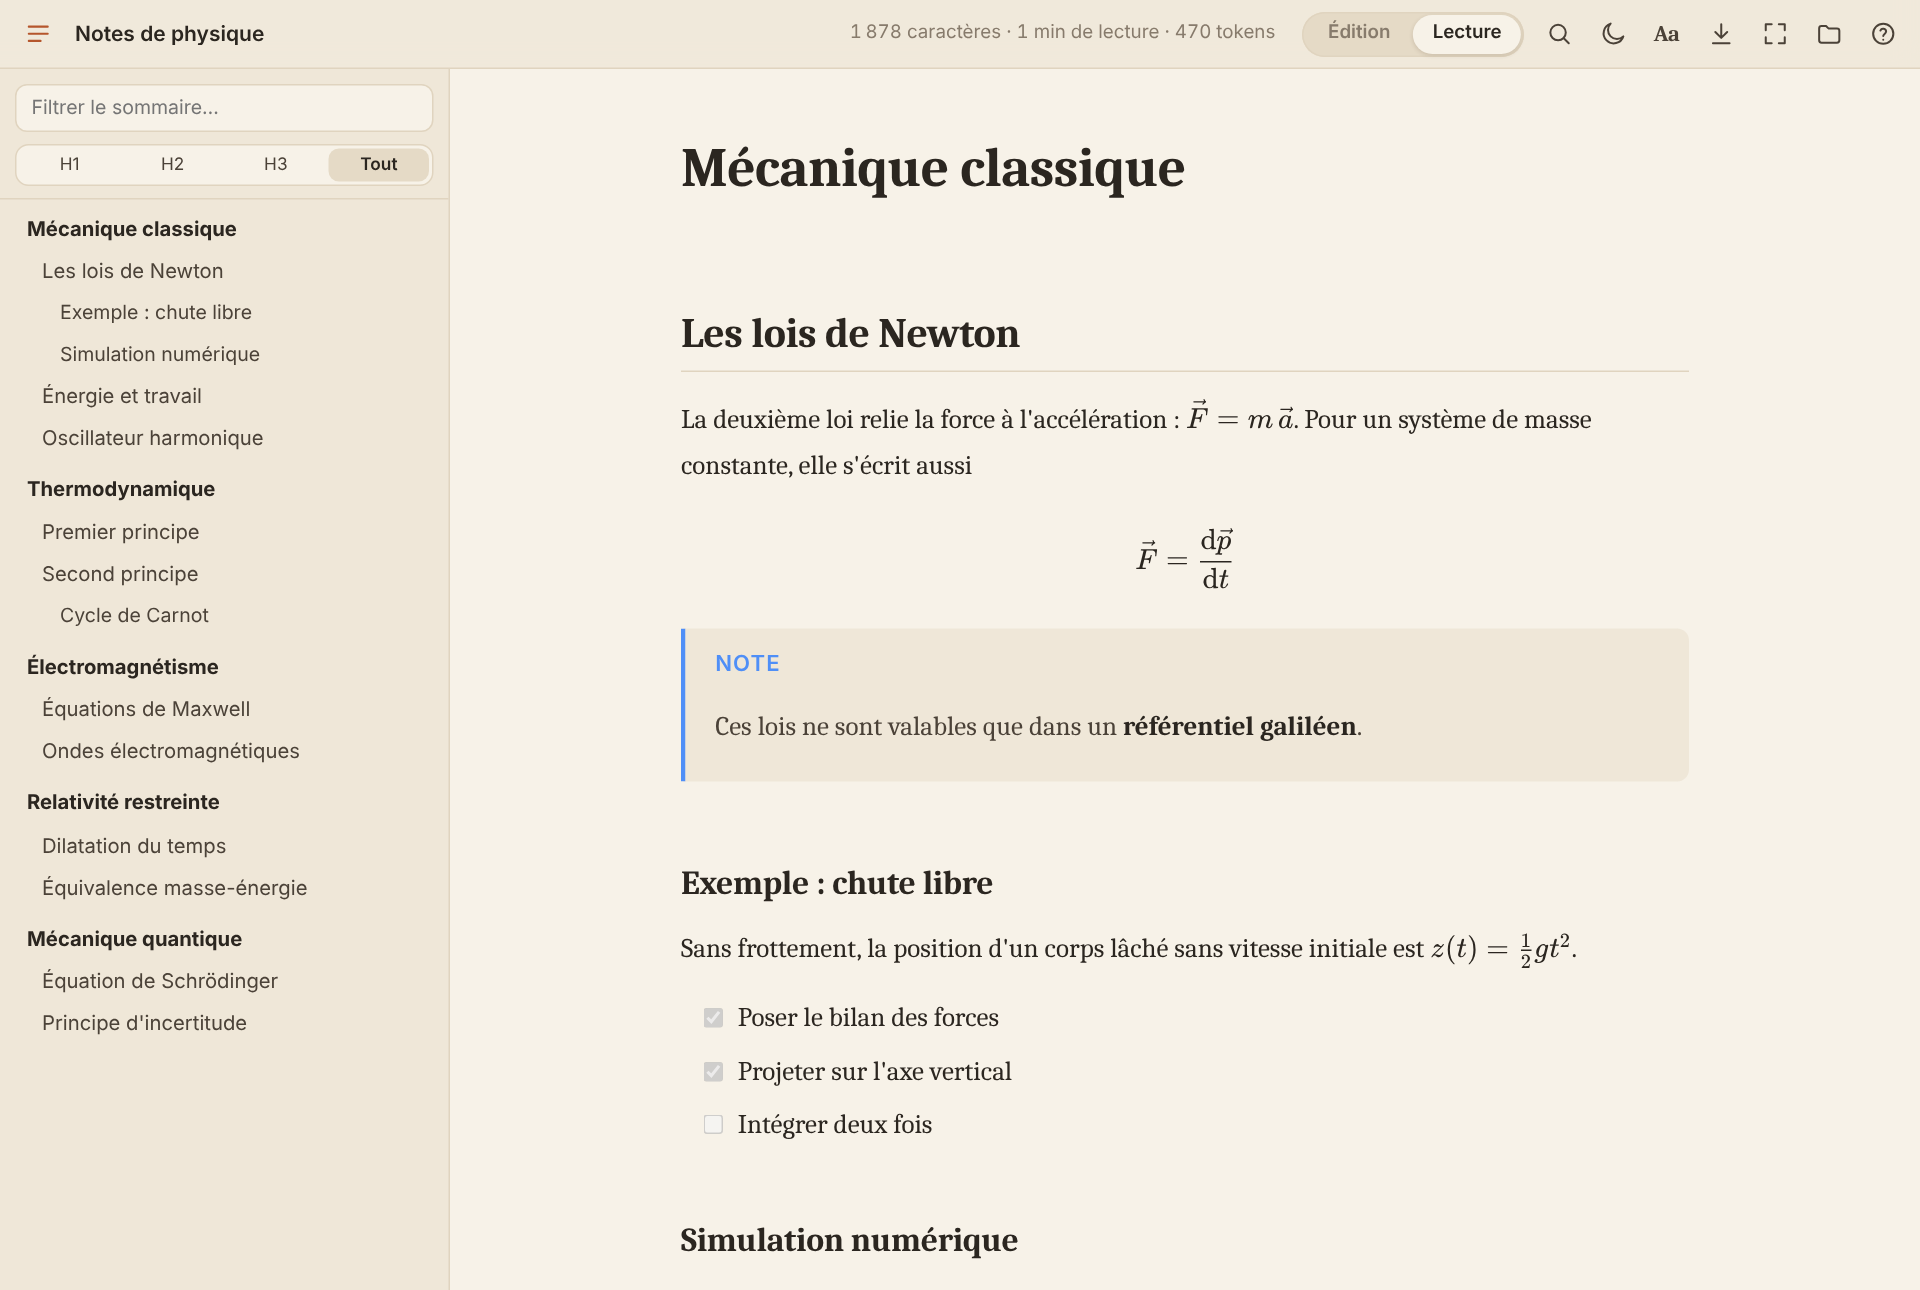 Notes de physique
1 878 caractères · 1 min de lecture · 470 tokens
Édition
Lecture
Aa
Filtrer le sommaire...
H1 H2 H3 Tout
Mécanique classique
Les lois de Newton
Exemple : chute libre
Simulation numérique
Énergie et travail
Oscillateur harmonique
Thermodynamique
Premier principe
Second principe
Cycle de Carnot
Électromagnétisme
Équations de Maxwell
Ondes électromagnétiques
Relativité restreinte
Dilatation du temps
Équivalence masse-énergie
Mécanique quantique
Équation de Schrödinger
Principe d'incertitude
Mécanique classique
Les lois de Newton
La deuxième loi relie la force à l'accélération : F⃗ = m a⃗. Pour un système de masse
constante, elle s'écrit aussi
F⃗ = dp⃗/dt
NOTE
Ces lois ne sont valables que dans un référentiel galiléen.
Exemple : chute libre
Sans frottement, la position d'un corps lâché sans vitesse initiale est z(t) = ½gt².
Poser le bilan des forces
Projeter sur l'axe vertical
Intégrer deux fois
Simulation numérique